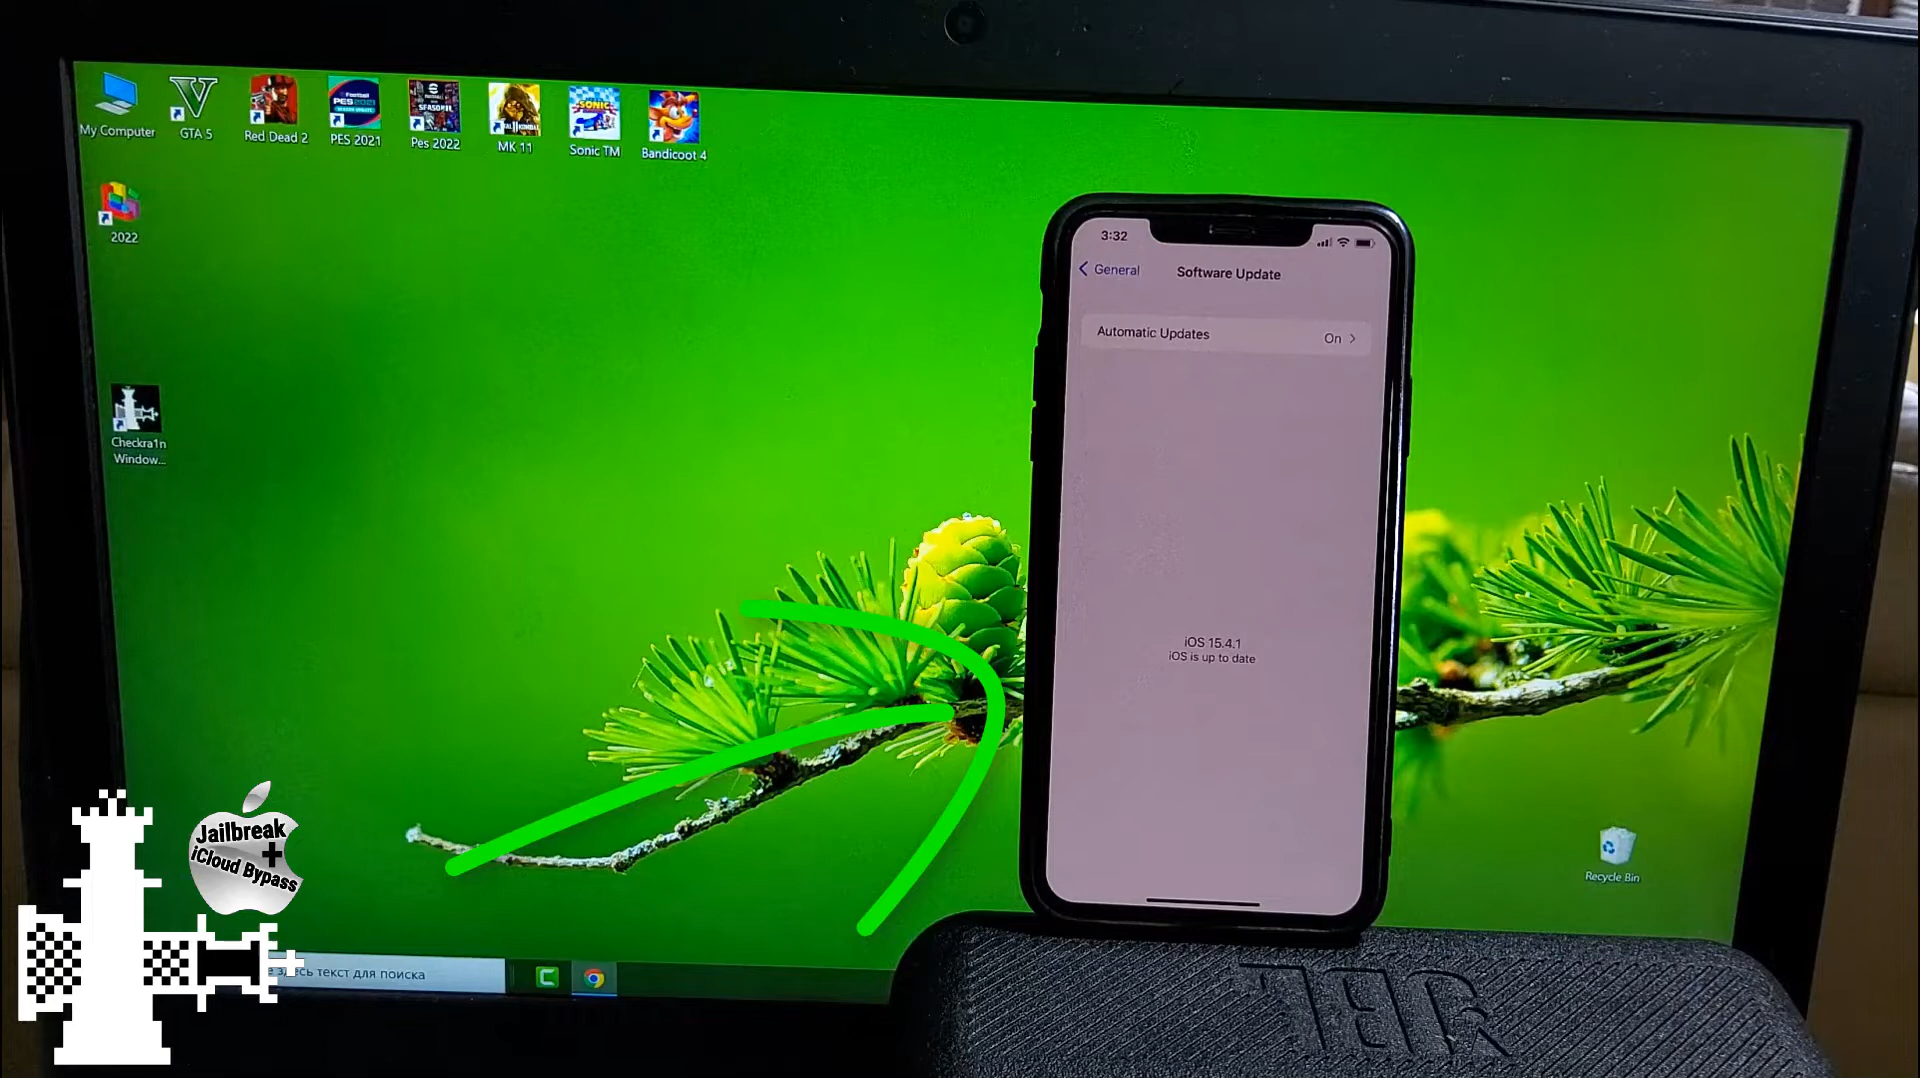 My Computer
GTA 5
Red Dead 2
PES 2021
Pes 2022
MK 11
Sonic TM
Bandicoot 4
2022
Checkra1n
Window...
3:32
General
Software Update
Automatic Updates
On
iOS 15.4.1
iOS is up to date
Recycle Bin
Jailbreak
+
iCloud Bypass
здесь текст для поиска
JBL